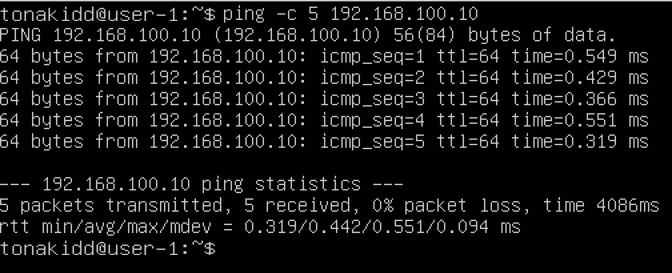 tonakidd@user-1:~$ ping -c 5 192.168.100.10
PING 192.168.100.10 (192.168.100.10) 56(84) bytes of data.
64 bytes from 192.168.100.10: icmp_seq=1 ttl=64 time=0.549 ms
64 bytes from 192.168.100.10: icmp_seq=2 ttl=64 time=0.429 ms
64 bytes from 192.168.100.10: icmp_seq=3 ttl=64 time=0.366 ms
64 bytes from 192.168.100.10: icmp_seq=4 ttl=64 time=0.551 ms
64 bytes from 192.168.100.10: icmp_seq=5 ttl=64 time=0.319 ms
--- 192.168.100.10 ping statistics ---
5 packets transmitted, 5 received, 0% packet loss, time 4086ms
rtt min/avg/max/mdev = 0.319/0.442/0.551/0.094 ms
tonakidd@user-1:~$